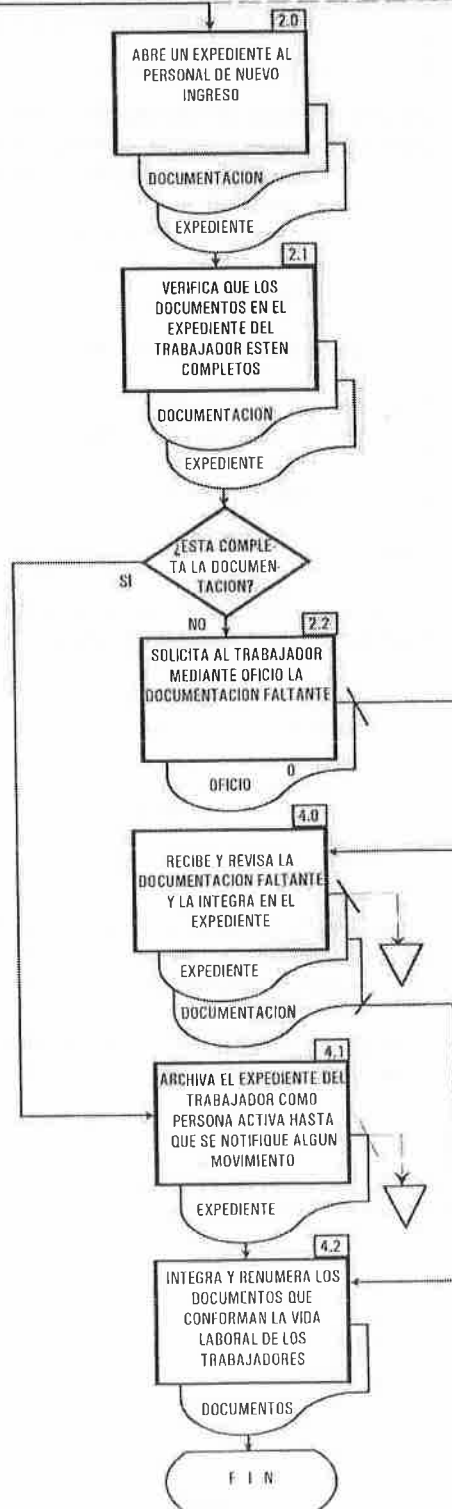 2.0
ABRE UN EXPEDIENTE AL
PERSONAL DE NUEVO
INGRESO
DOCUMENTACION
EXPEDIENTE
2.1
VERIFICA QUE LOS
DOCUMENTOS EN EL
EXPEDIENTE DEL
TRABAJADOR ESTEN
COMPLETOS
DOCUMENTACION
EXPEDIENTE
¿ESTA COMPLE-
TA LA DOCUMEN-
TACION?
SI
NO
2.2
SOLICITA AL TRABAJADOR
MEDIANTE OFICIO LA
DOCUMENTACION FALTANTE
OFICIO 0
4.0
RECIBE Y REVISA LA
DOCUMENTACION FALTANTE
Y LA INTEGRA EN EL
EXPEDIENTE
EXPEDIENTE
DOCUMENTACION
4.1
ARCHIVA EL EXPEDIENTE DEL
TRABAJADOR COMO
PERSONA ACTIVA HASTA
QUE SE NOTIFIQUE ALGUN
MOVIMIENTO
EXPEDIENTE
4.2
INTEGRA Y RENUMERA LOS
DOCUMENTOS QUE
CONFORMAN LA VIDA
LABORAL DE LOS
TRABAJADORES
DOCUMENTOS
F I N